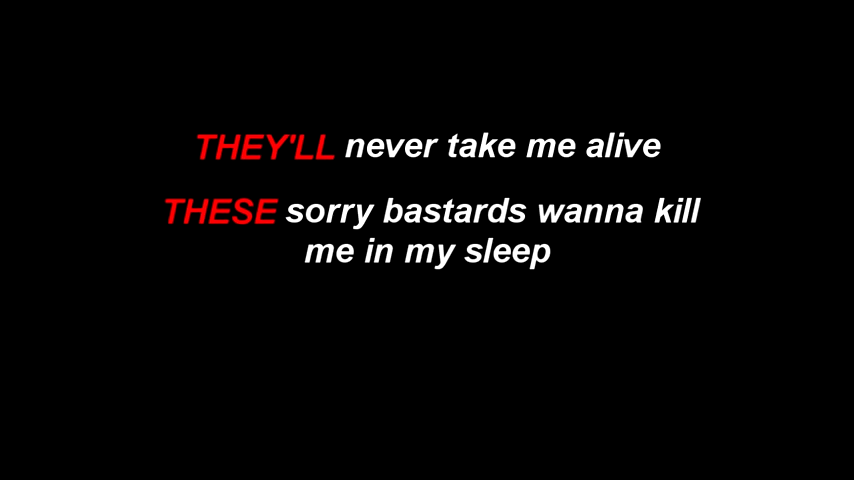 THEY'LL never take me alive
THESE sorry bastards wanna kill
me in my sleep